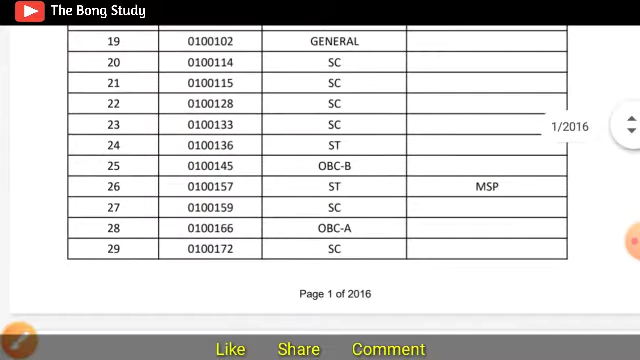 The Bong Study
19 0100102 GENERAL
20 0100114 SC
21 0100115 SC
22 0100128 SC
23 0100133 SC
1/2016
24 0100136 ST
25 0100145 OBC-B
26 0100157 ST MSP
27 0100159 SC
28 0100166 OBC-A
29 0100172 SC
Page 1 of 2016
Like Share Comment